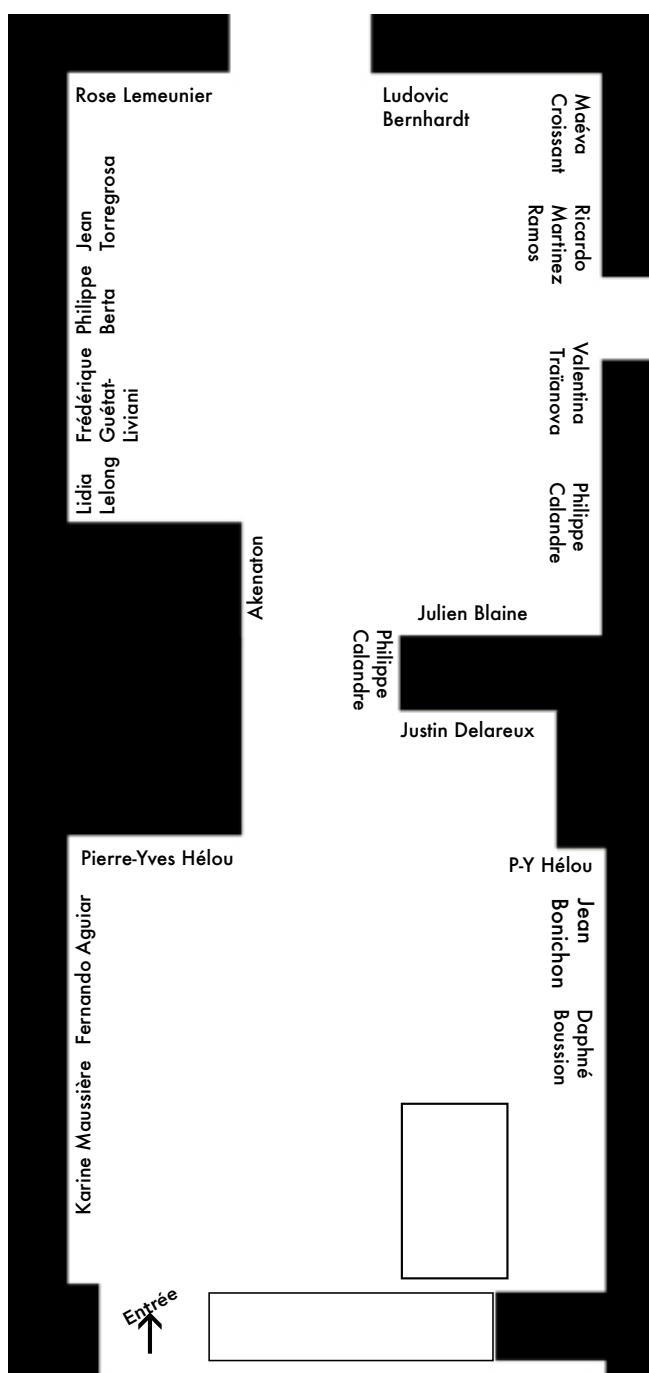 Rose Lemeunier
Ludovic
Bernhardt
Maéva
Croissant
Jean
Torregrosa
Ricardo
Martinez
Ramos
Philippe
Berta
Frédérique
Guétat-
Liviani
Valentina
Traïanova
Lidia
Lelong
Philippe
Calandre
Akenaton
Julien Blaine
Philippe
Calandre
Justin Delareux
Pierre-Yves Hélou
P-Y Hélou
Fernando Aguiar
Jean
Bonichon
Karine Maussière
Daphné
Boussion
Entrée